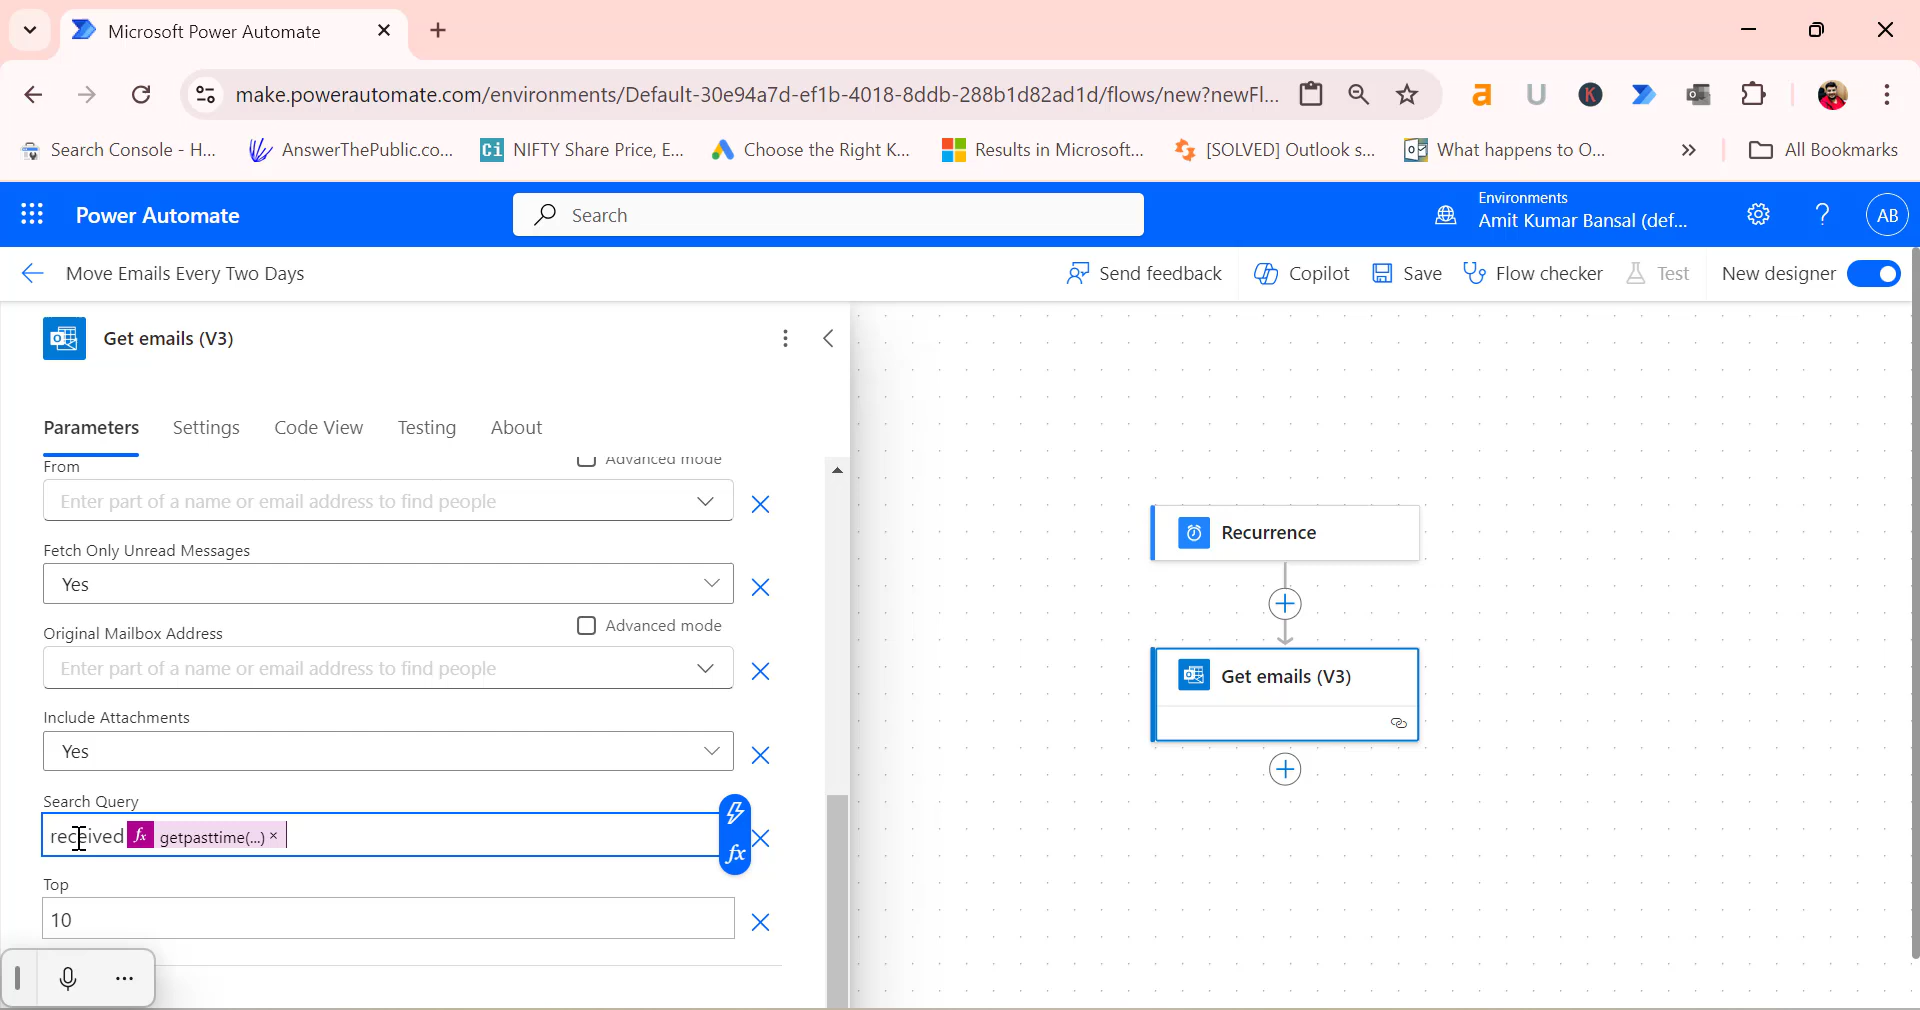 Microsoft Power Automate
make.powerautomate.com/environments/Default-30e94a7d-ef1b-4018-8ddb-288b1d82ad1d/flows/new?newFl...
Search Console - H...
AnswerThePublic.co...
NIFTY Share Price, E...
Choose the Right K...
Results in Microsoft...
[SOLVED] Outlook s...
What happens to O...
All Bookmarks
Power Automate
Search
Environments
Amit Kumar Bansal (def...
AB
Move Emails Every Two Days
Send feedback
Copilot
Save
Flow checker
Test
New designer
Get emails (V3)
Parameters
Settings
Code View
Testing
About
From
Advanced mode
Enter part of a name or email address to find people
Fetch Only Unread Messages
Yes
Original Mailbox Address
Advanced mode
Enter part of a name or email address to find people
Include Attachments
Yes
Search Query
received fx getpasttime(...) ×
fx
Top
10
Recurrence
Get emails (V3)